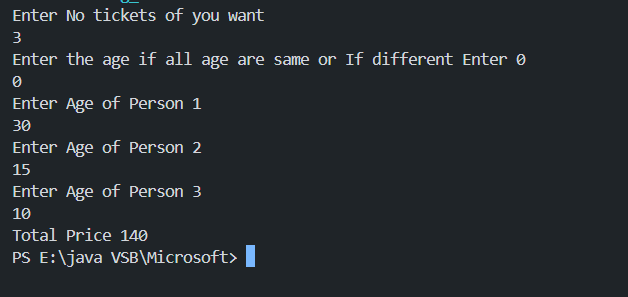 Enter No tickets of you want
3
Enter the age if all age are same or If different Enter 0
0
Enter Age of Person 1
30
Enter Age of Person 2
15
Enter Age of Person 3
10
Total Price 140
PS E:\java VSB\Microsoft>